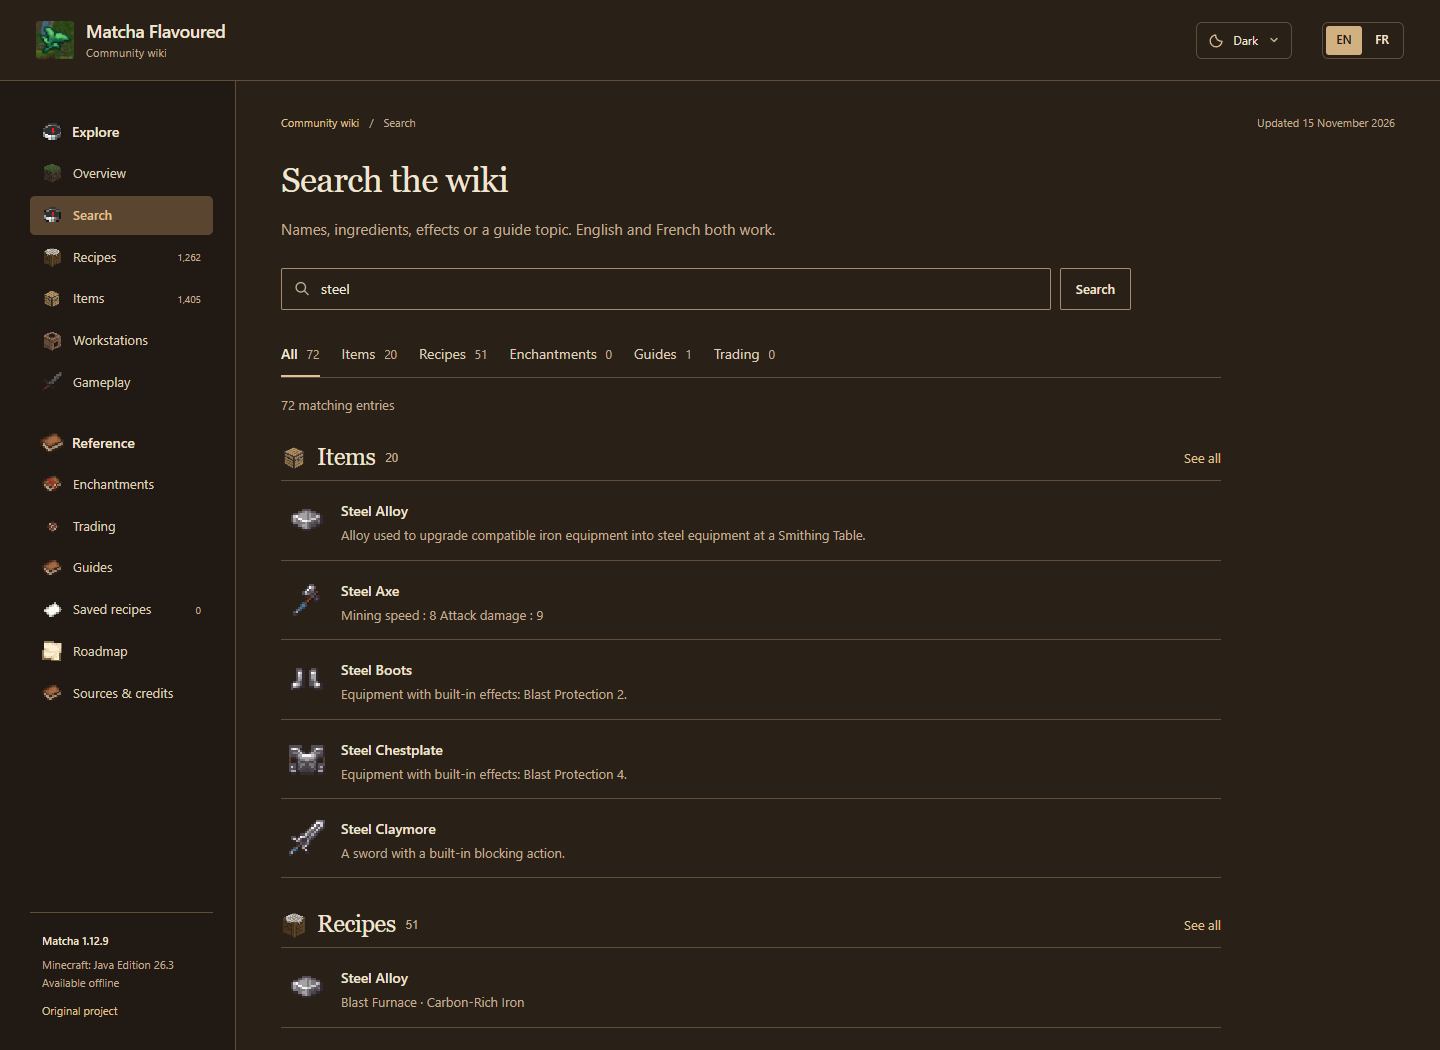 Matcha Flavoured
Community wiki
Dark
EN
FR
Explore
Overview
Search
Recipes 1,262
Items 1,405
Workstations
Gameplay
Reference
Enchantments
Trading
Guides
Saved recipes 0
Roadmap
Sources & credits
Matcha 1.12.9
Minecraft: Java Edition 26.3
Available offline
Original project
Community wiki / Search
Updated 15 November 2026
Search the wiki
Names, ingredients, effects or a guide topic. English and French both work.
steel
Search
All 72 Items 20 Recipes 51 Enchantments 0 Guides 1 Trading 0
72 matching entries
Items 20
See all
Steel Alloy
Alloy used to upgrade compatible iron equipment into steel equipment at a Smithing Table.
Steel Axe
Mining speed : 8 Attack damage : 9
Steel Boots
Equipment with built-in effects: Blast Protection 2.
Steel Chestplate
Equipment with built-in effects: Blast Protection 4.
Steel Claymore
A sword with a built-in blocking action.
Recipes 51
See all
Steel Alloy
Blast Furnace · Carbon-Rich Iron